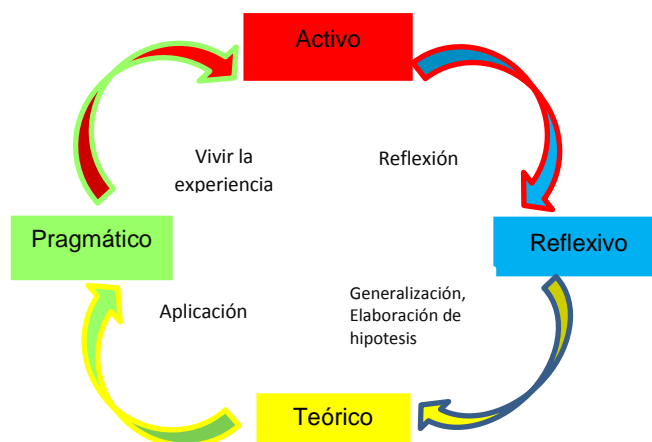 Activo
Vivir la
experiencia
Reflexión
Pragmático
Reflexivo
Aplicación
Generalización,
Elaboración de
hipotesis
Teórico